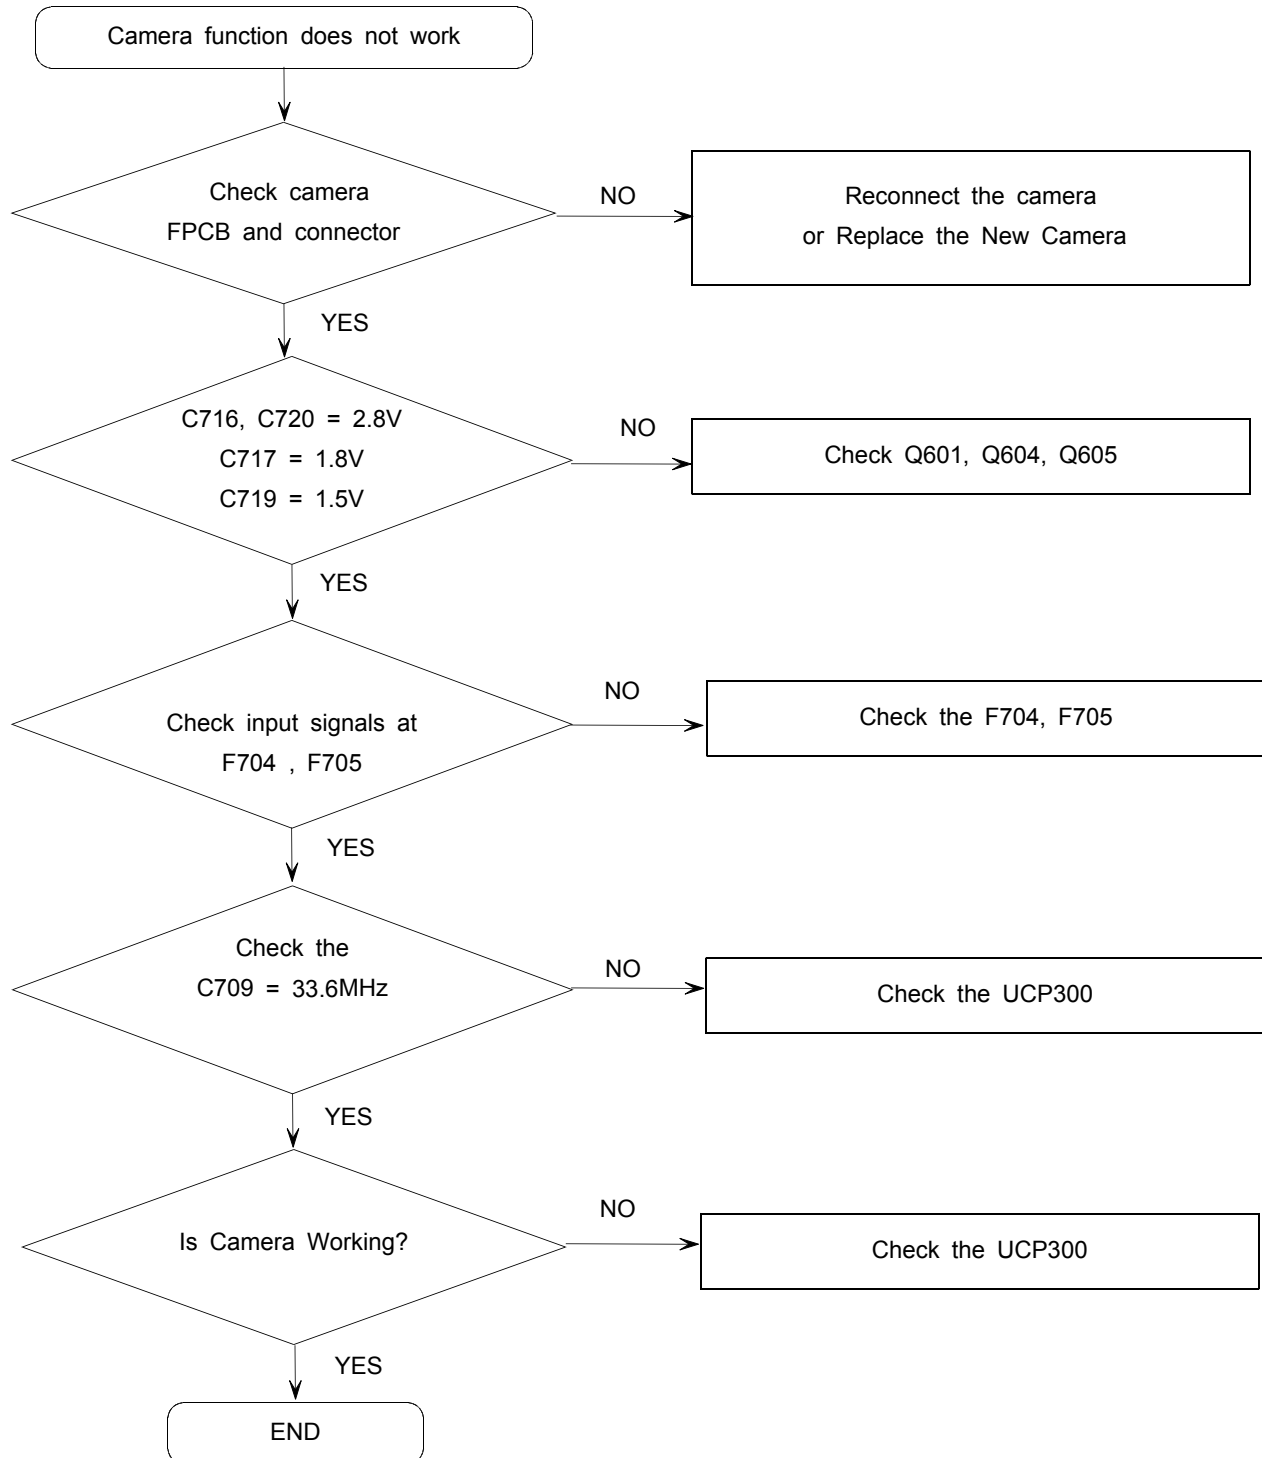 Camera function does not work
Check camera
FPCB and connector
NO
Reconnect the camera
or Replace the New Camera
YES
C716, C720 = 2.8V
C717 = 1.8V
C719 = 1.5V
NO
Check Q601, Q604, Q605
YES
Check input signals at
F704 , F705
NO
Check the F704, F705
YES
Check the
C709 = 33.6MHz
NO
Check the UCP300
YES
Is Camera Working?
NO
Check the UCP300
YES
END